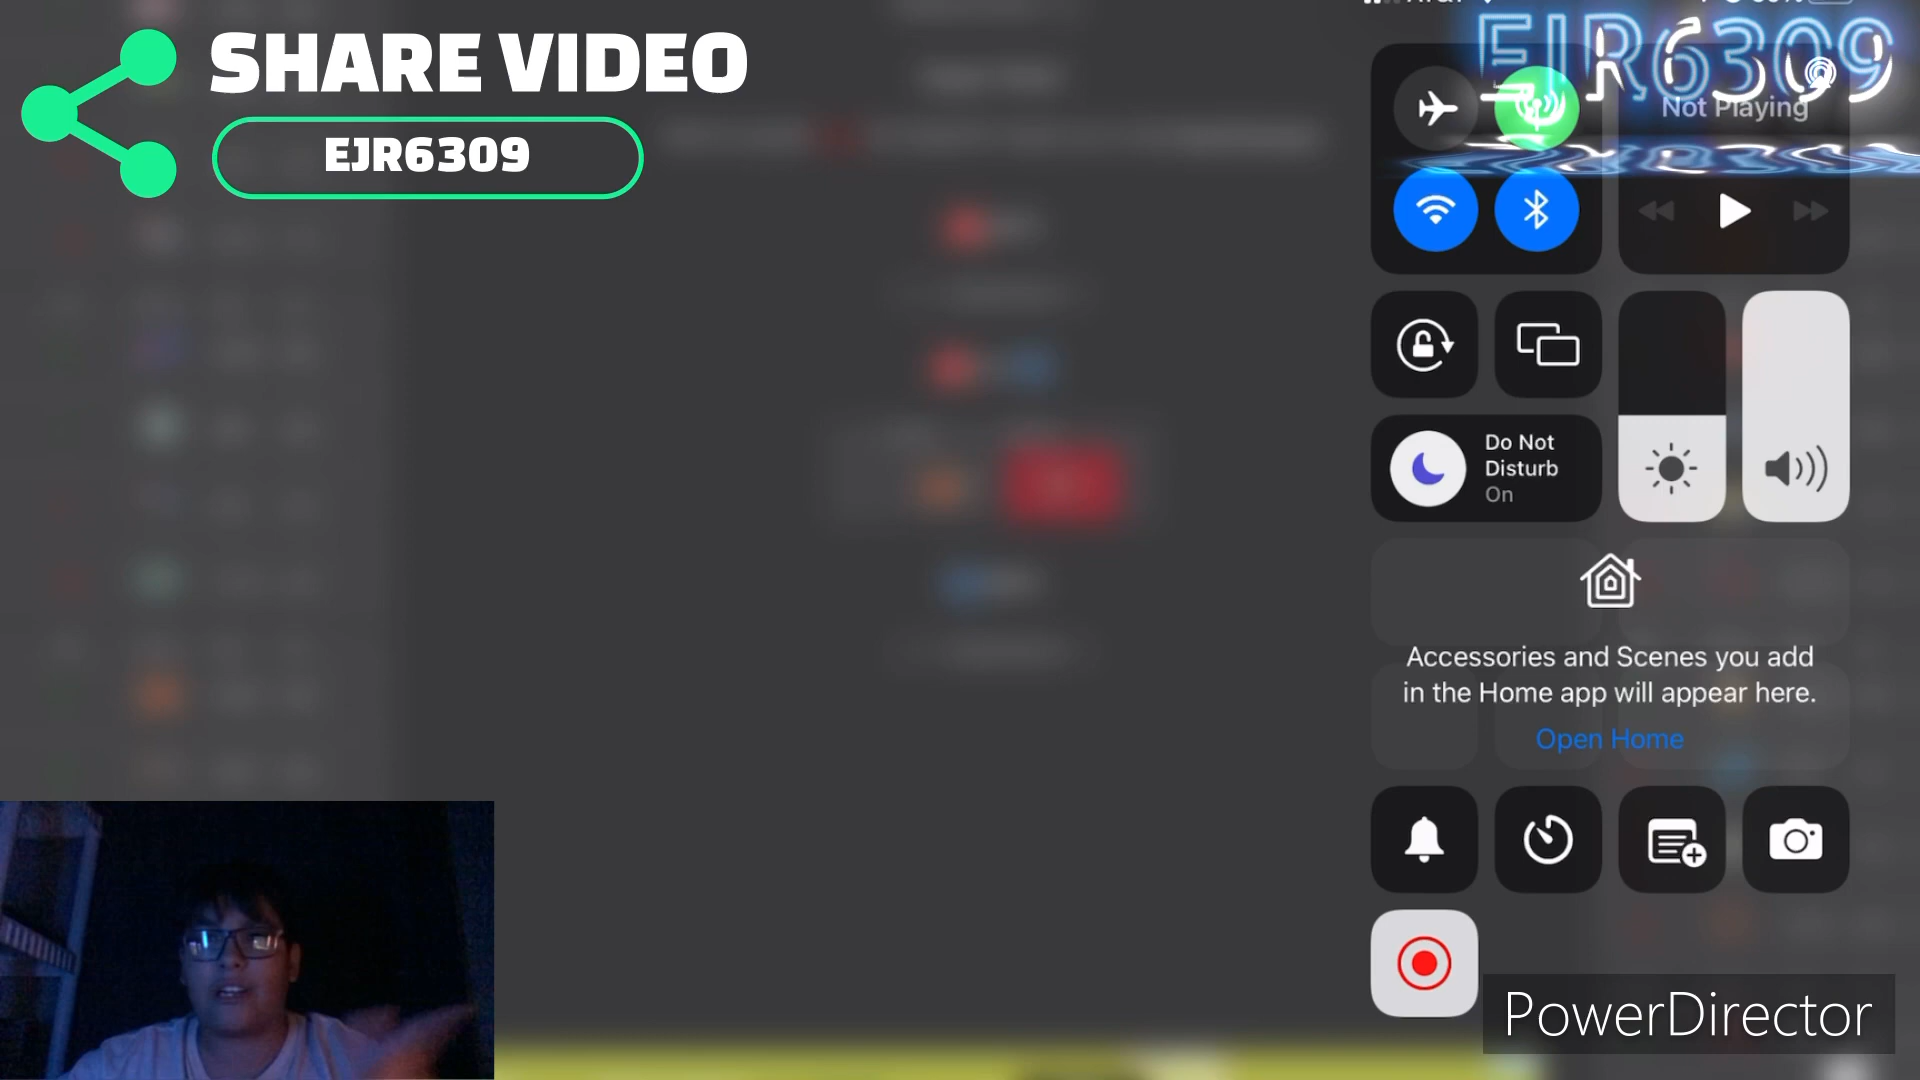 SHARE VIDEO
EJR6309
EJR6309
Not Playing
Do Not
Disturb
On
Accessories and Scenes you add
in the Home app will appear here.
Open Home
PowerDirector